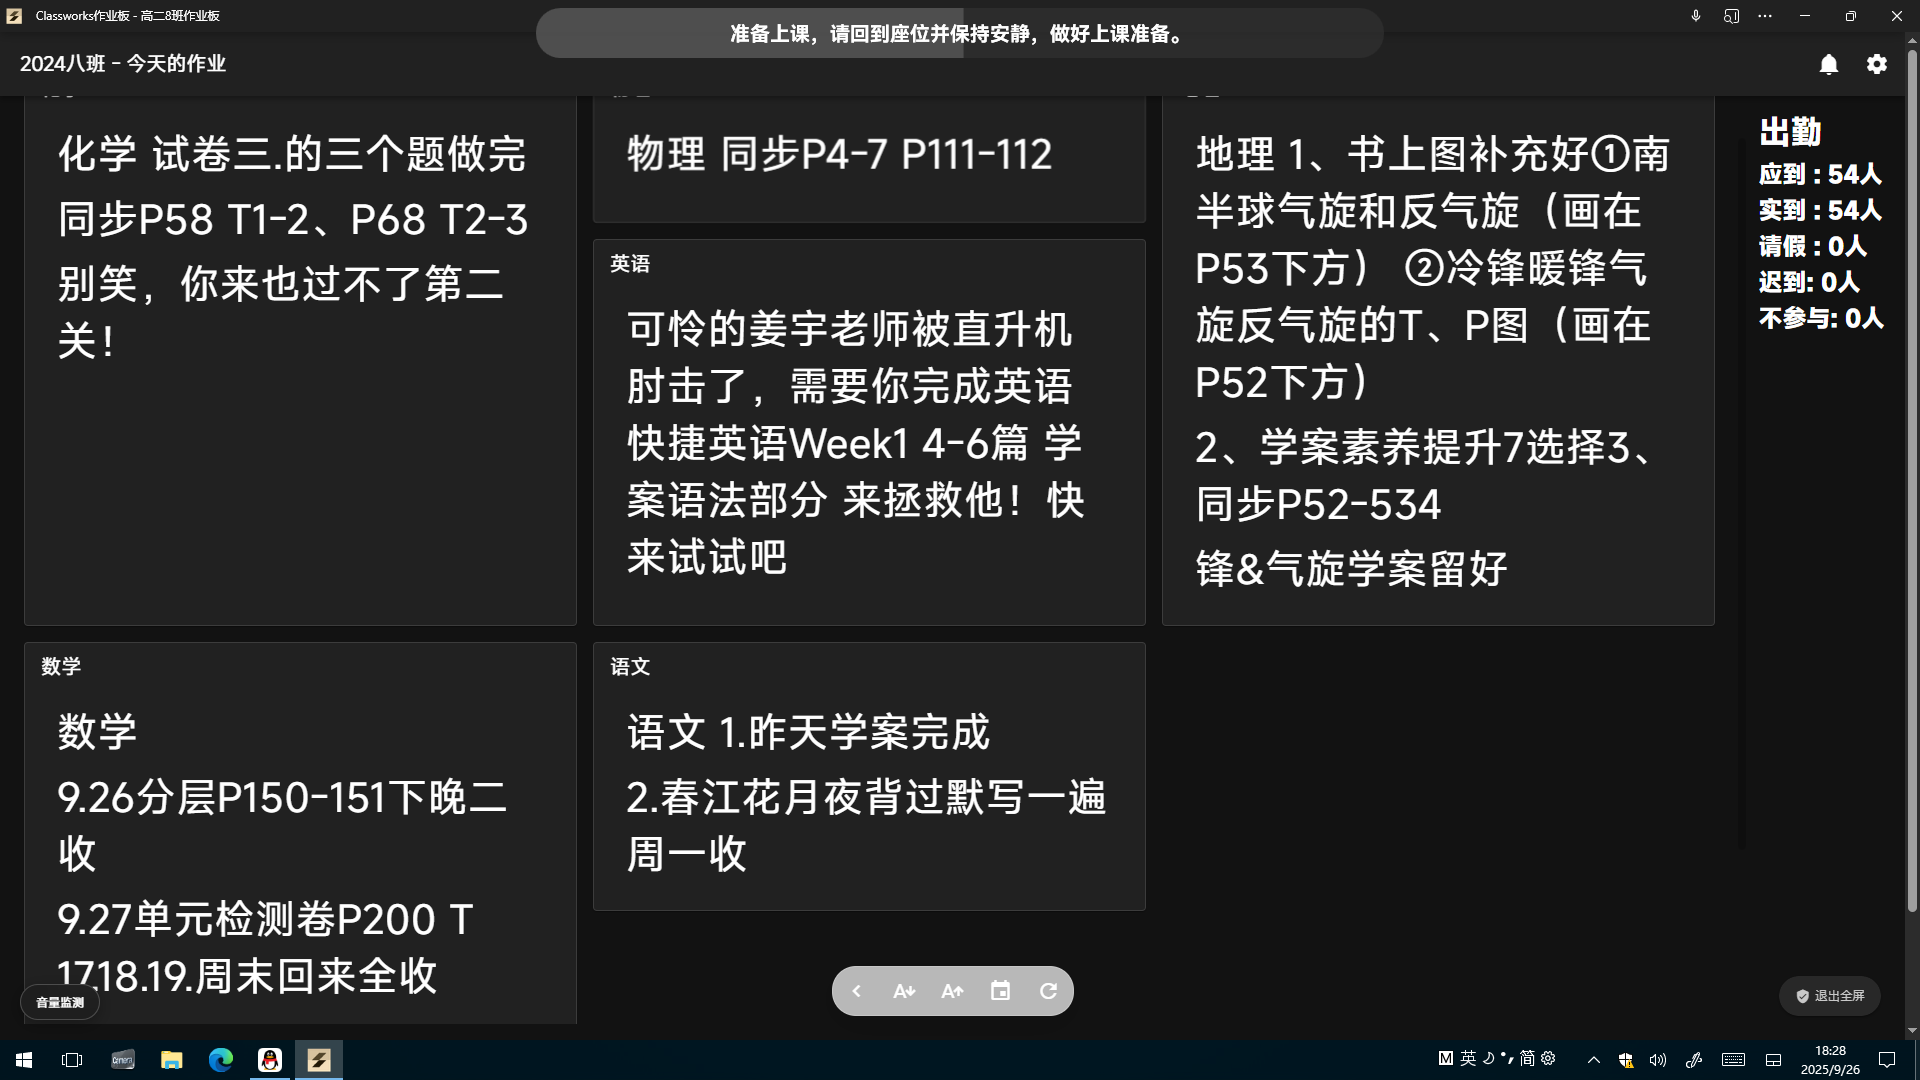 Classworks作业板 - 高二8班作业板
准备上课，请回到座位并保持安静，做好上课准备。
2024八班 - 今天的作业
化学 试卷三.的三个题做完
同步P58 T1-2、P68 T2-3
别笑，你来也过不了第二
关！
物理 同步P4-7 P111-112
英语
可怜的姜宇老师被直升机
肘击了，需要你完成英语
快捷英语Week1 4-6篇 学
案语法部分 来拯救他！快
来试试吧
地理 1、书上图补充好①南
半球气旋和反气旋（画在
P53下方） ②冷锋暖锋气
旋反气旋的T、P图（画在
P52下方）
2、学案素养提升7选择3、
同步P52-534
锋&气旋学案留好
出勤
应到 : 54人
实到 : 54人
请假 : 0人
迟到: 0人
不参与: 0人
数学
数学
9.26分层P150-151下晚二
收
9.27单元检测卷P200 T
17.18.19.周末回来全收
语文
语文 1.昨天学案完成
2.春江花月夜背过默写一遍
周一收
音量监测
退出全屏
M 英 简
18:28
2025/9/26